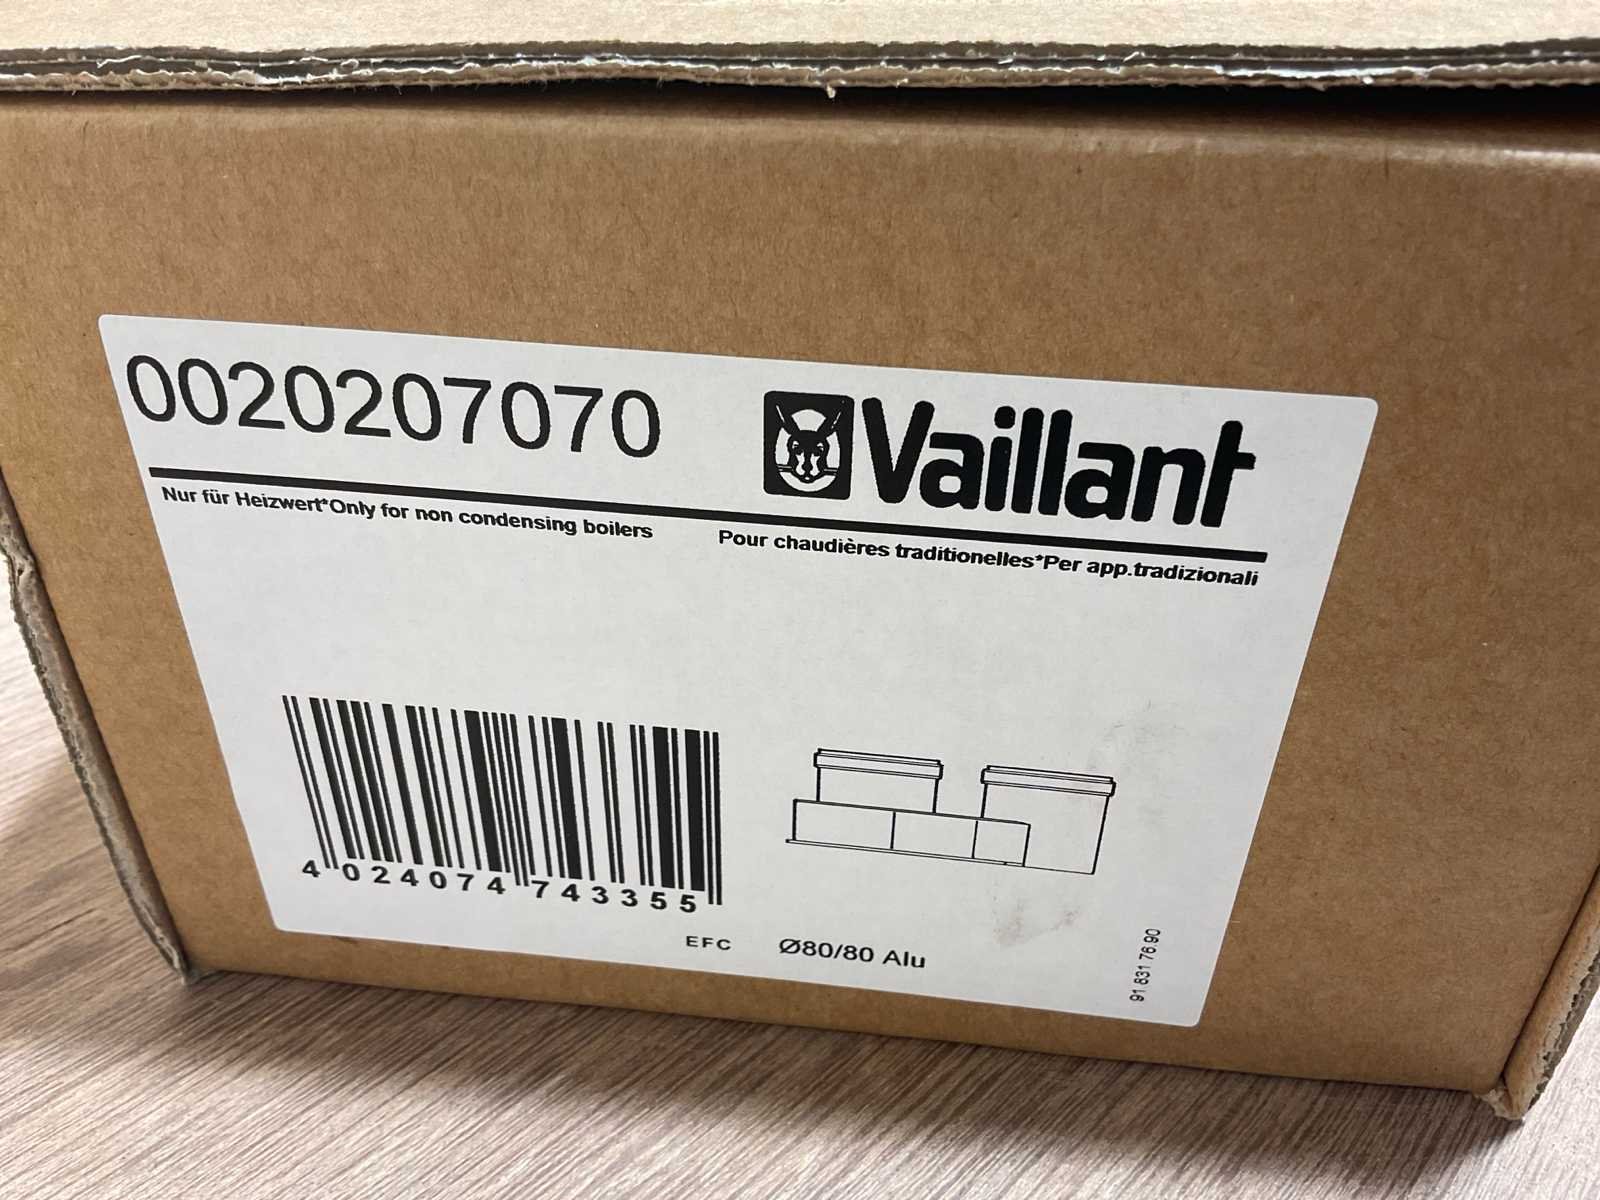 0020207070
Vaillant
Nur für Heizwert*Only for non condensing boilers
Pour chaudières traditionelles*Per app.tradizionali
4 024074 743355
EFC
Ø80/80 Alu
91 831 76.90